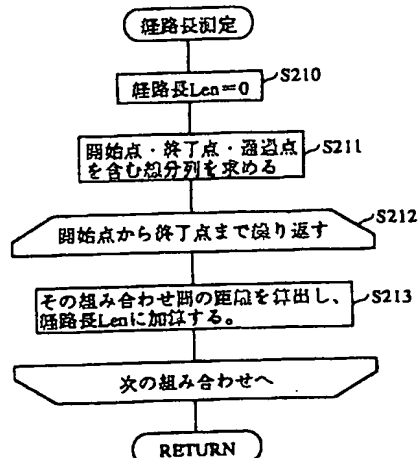 経路長測定
経路長Len=0
S210
開始点・終了点・通過点
を含む線分列を求める
S211
開始点から終了点まで繰り返す
S212
その組み合わせ間の距離を算出し、
経路長Lenに加算する。
S213
次の組み合わせへ
RETURN